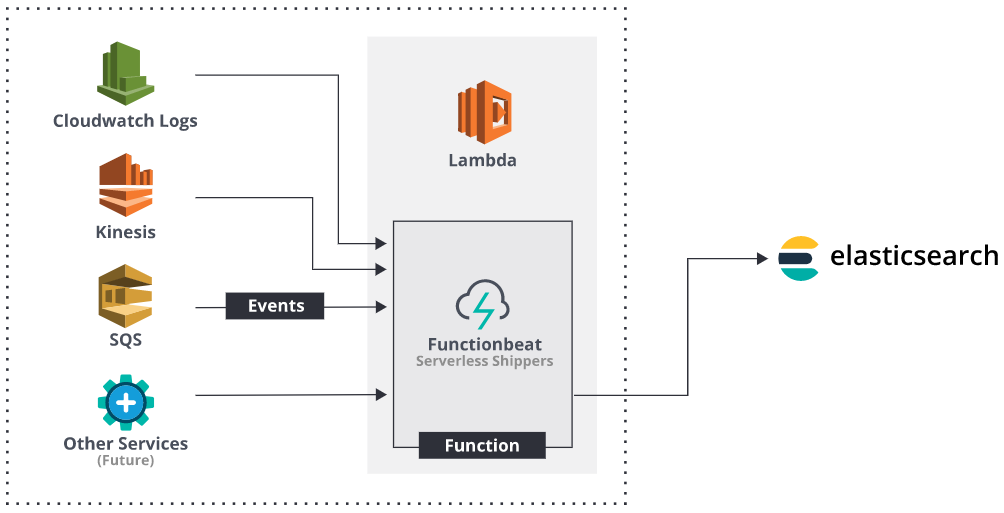 Cloudwatch Logs
Kinesis
SQS
Other Services
(Future)
Events
Lambda
Functionbeat
Serverless Shippers
Function
elasticsearch